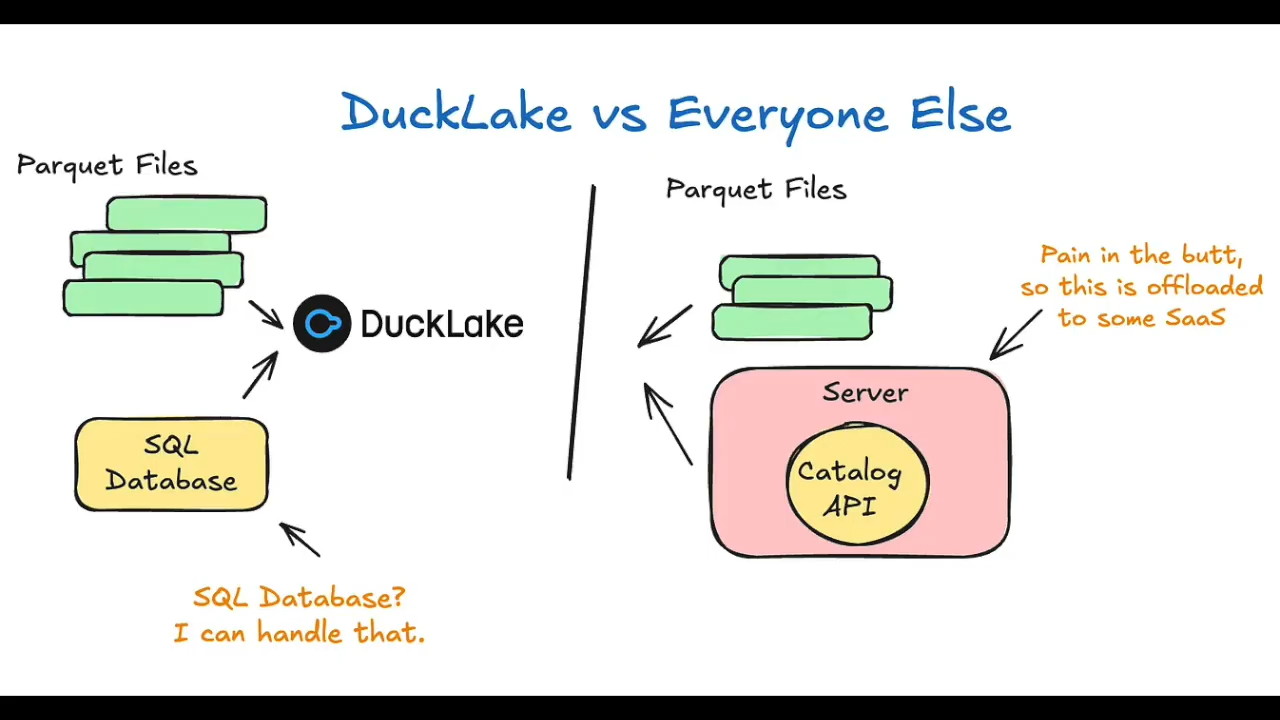 DuckLake vs Everyone Else
Parquet Files
DuckLake
SQL
Database
SQL Database?
I can handle that.
Parquet Files
Pain in the butt,
so this is offloaded
to some SaaS
Server
Catalog
API